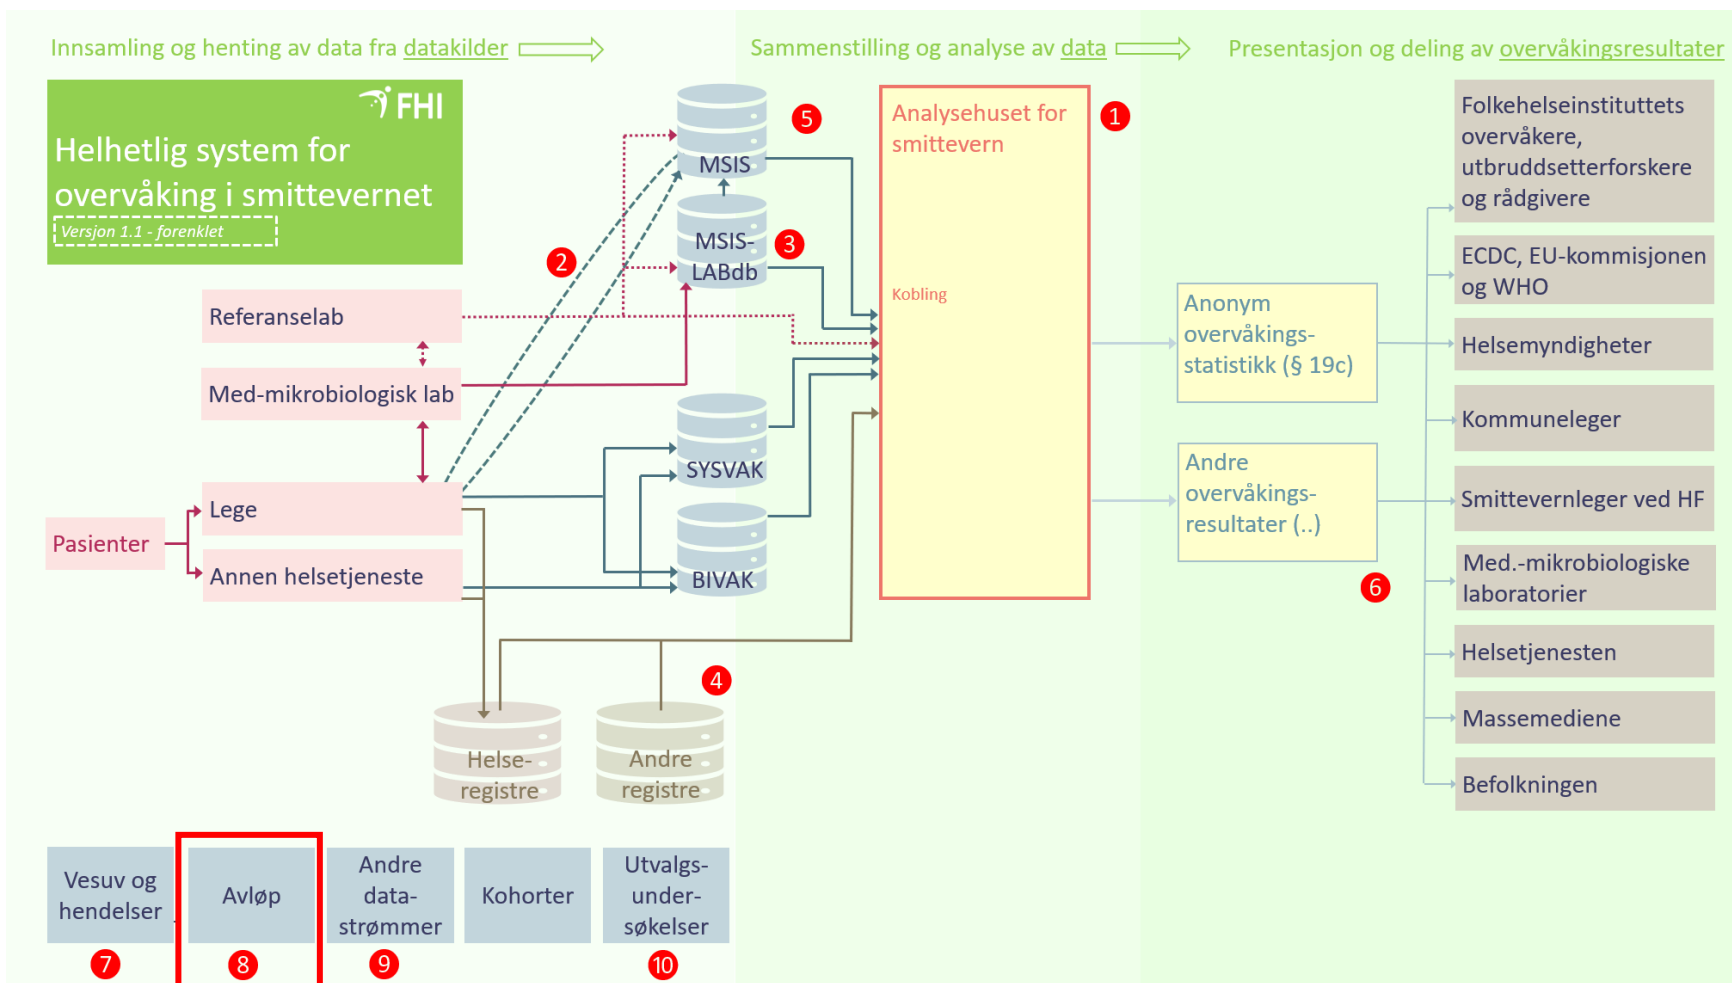 Innsamling og henting av data fra datakilder
Sammenstilling og analyse av data
Presentasjon og deling av overvåkingsresultater
FHI
Helhetlig system for
overvåking i smittevernet
Versjon 1.1 - forenklet
Referanselab
Med-mikrobiologisk lab
Lege
Pasienter
Annen helsetjeneste
2
MSIS
5
MSIS-
LABdb
3
SYSVAK
BIVAK
4
Helse-
registre
Andre
registre
Analysehuset for
smittevern
1
Kobling
Anonym
overvåkings-
statistikk (§ 19c)
Andre
overvåkings-
resultater (..)
6
Folkehelseinstituttets
overvåkere,
utbruddsetterforskere
og rådgivere
ECDC, EU-kommisjonen
og WHO
Helsemyndigheter
Kommuneleger
Smittevernleger ved HF
Med.-mikrobiologiske
laboratorier
Helsetjenesten
Massemediene
Befolkningen
Vesuv og
hendelser
7
Avløp
8
Andre
data-
strømmer
9
Kohorter
Utvalgs-
under-
søkelser
10